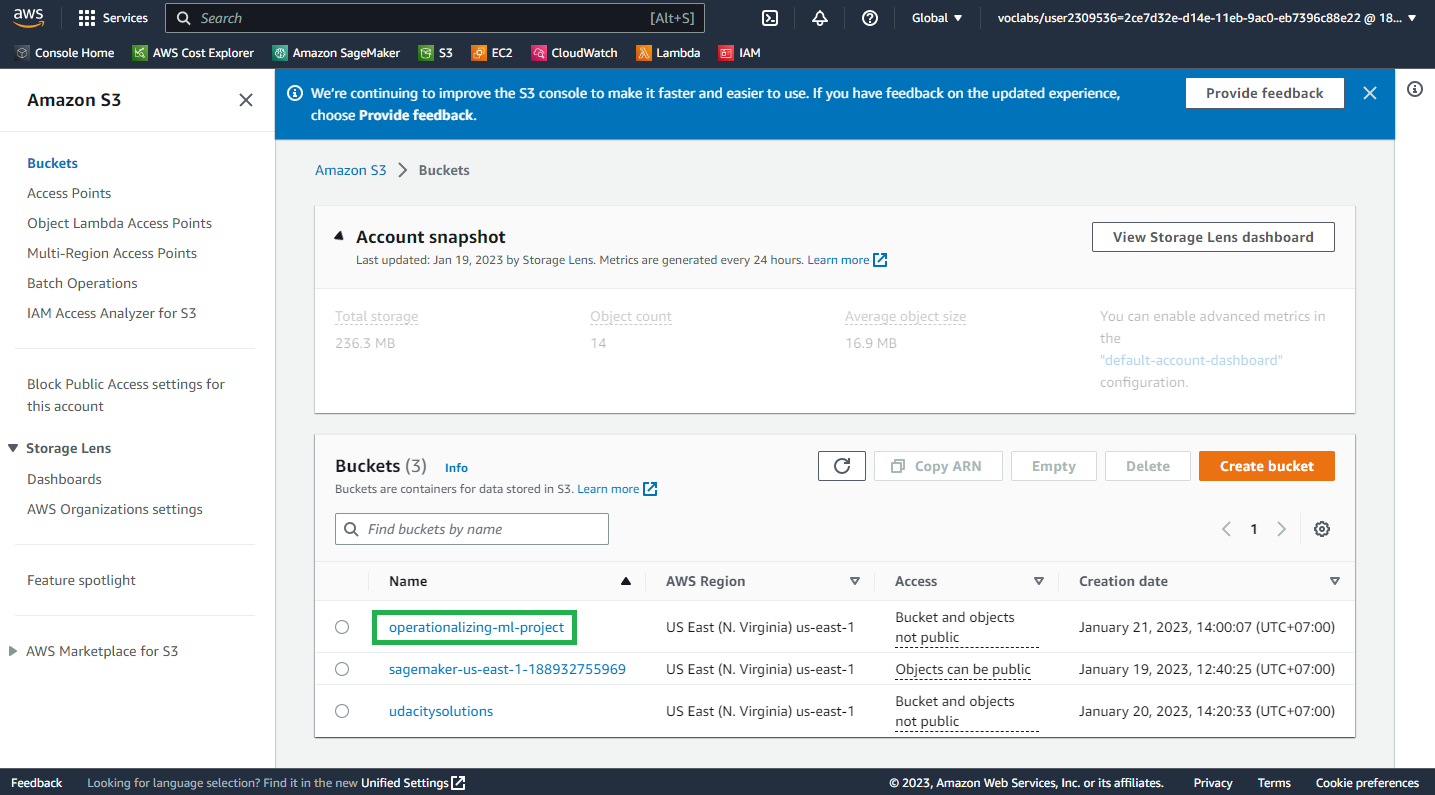 aws
Services
Search
[Alt+S]
Global
voclabs/user2309536=2ce7d32e-d14e-11eb-9ac0-eb7396c88e22 @ 18...
Console Home
AWS Cost Explorer
Amazon SageMaker
S3
EC2
CloudWatch
Lambda
IAM
Amazon S3
Buckets
Access Points
Object Lambda Access Points
Multi-Region Access Points
Batch Operations
IAM Access Analyzer for S3
Block Public Access settings for
this account
Storage Lens
Dashboards
AWS Organizations settings
Feature spotlight
AWS Marketplace for S3
We're continuing to improve the S3 console to make it faster and easier to use. If you have feedback on the updated experience,
choose Provide feedback.
Provide feedback
Amazon S3
Buckets
Account snapshot
Last updated: Jan 19, 2023 by Storage Lens. Metrics are generated every 24 hours. Learn more
View Storage Lens dashboard
Total storage
236.3 MB
Object count
14
Average object size
16.9 MB
You can enable advanced metrics in
the
"default-account-dashboard"
configuration.
Buckets (3)
Info
Buckets are containers for data stored in S3. Learn more
Copy ARN
Empty
Delete
Create bucket
Find buckets by name
1
Name
AWS Region
Access
Creation date
operationalizing-ml-project
US East (N. Virginia) us-east-1
Bucket and objects
not public
January 21, 2023, 14:00:07 (UTC+07:00)
sagemaker-us-east-1-188932755969
US East (N. Virginia) us-east-1
Objects can be public
January 19, 2023, 12:40:25 (UTC+07:00)
udacitysolutions
US East (N. Virginia) us-east-1
Bucket and objects
not public
January 20, 2023, 14:20:33 (UTC+07:00)
Feedback
Looking for language selection? Find it in the new Unified Settings
© 2023, Amazon Web Services, Inc. or its affiliates.
Privacy
Terms
Cookie preferences